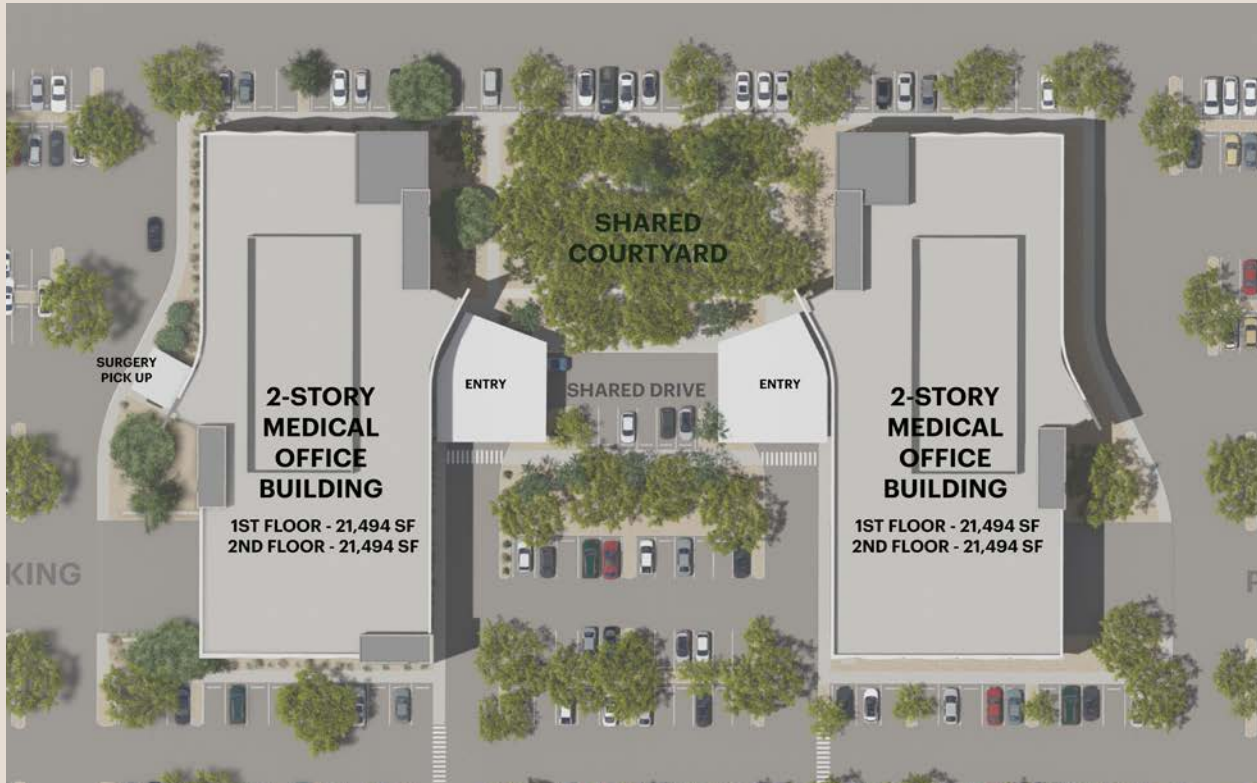 SHARED
COURTYARD
SURGERY
PICK UP
ENTRY
SHARED DRIVE
ENTRY
2-STORY
MEDICAL
OFFICE
BUILDING
1ST FLOOR - 21,494 SF
2ND FLOOR - 21,494 SF
2-STORY
MEDICAL
OFFICE
BUILDING
1ST FLOOR - 21,494 SF
2ND FLOOR - 21,494 SF
KING